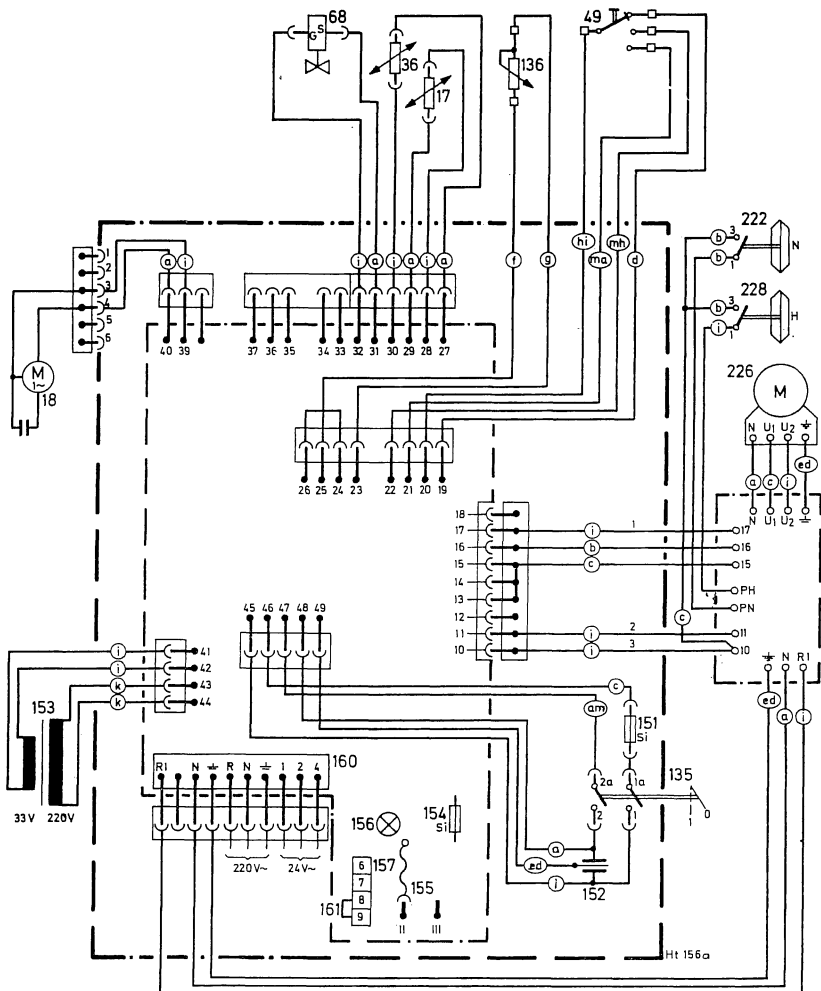 68
49
G S
36
136
17
222
3
b
N
b
1
hi
mh
228
i a i a i a
f
g
ma
d
3
b
H
i
1
1
2
3
4
5
6
a i
226
M
40 39
37 36 35 34 33 32 31 30 29 28 27
M
1~
18
N U1 U2
a c i ed
26 25 24 23 22 21 20 19
N U1 U2
18
17 i 1 17
16 b 16
15 c 15
14
PH
13
PN
12
c
11 i 2 11
10 i 3 10
45 46 47 48 49
N R1
i 41
i 42
k 43
k 44
c
am
ed a i
153
151
Si
33V 220V
R1 N R N 1 2 4
160
2a 1a
135
2 1
1 0
220V~ 24V~
156
154
Si
a
157
ed
6
7
8
9
155
i
152
161
II III
Ht 156a